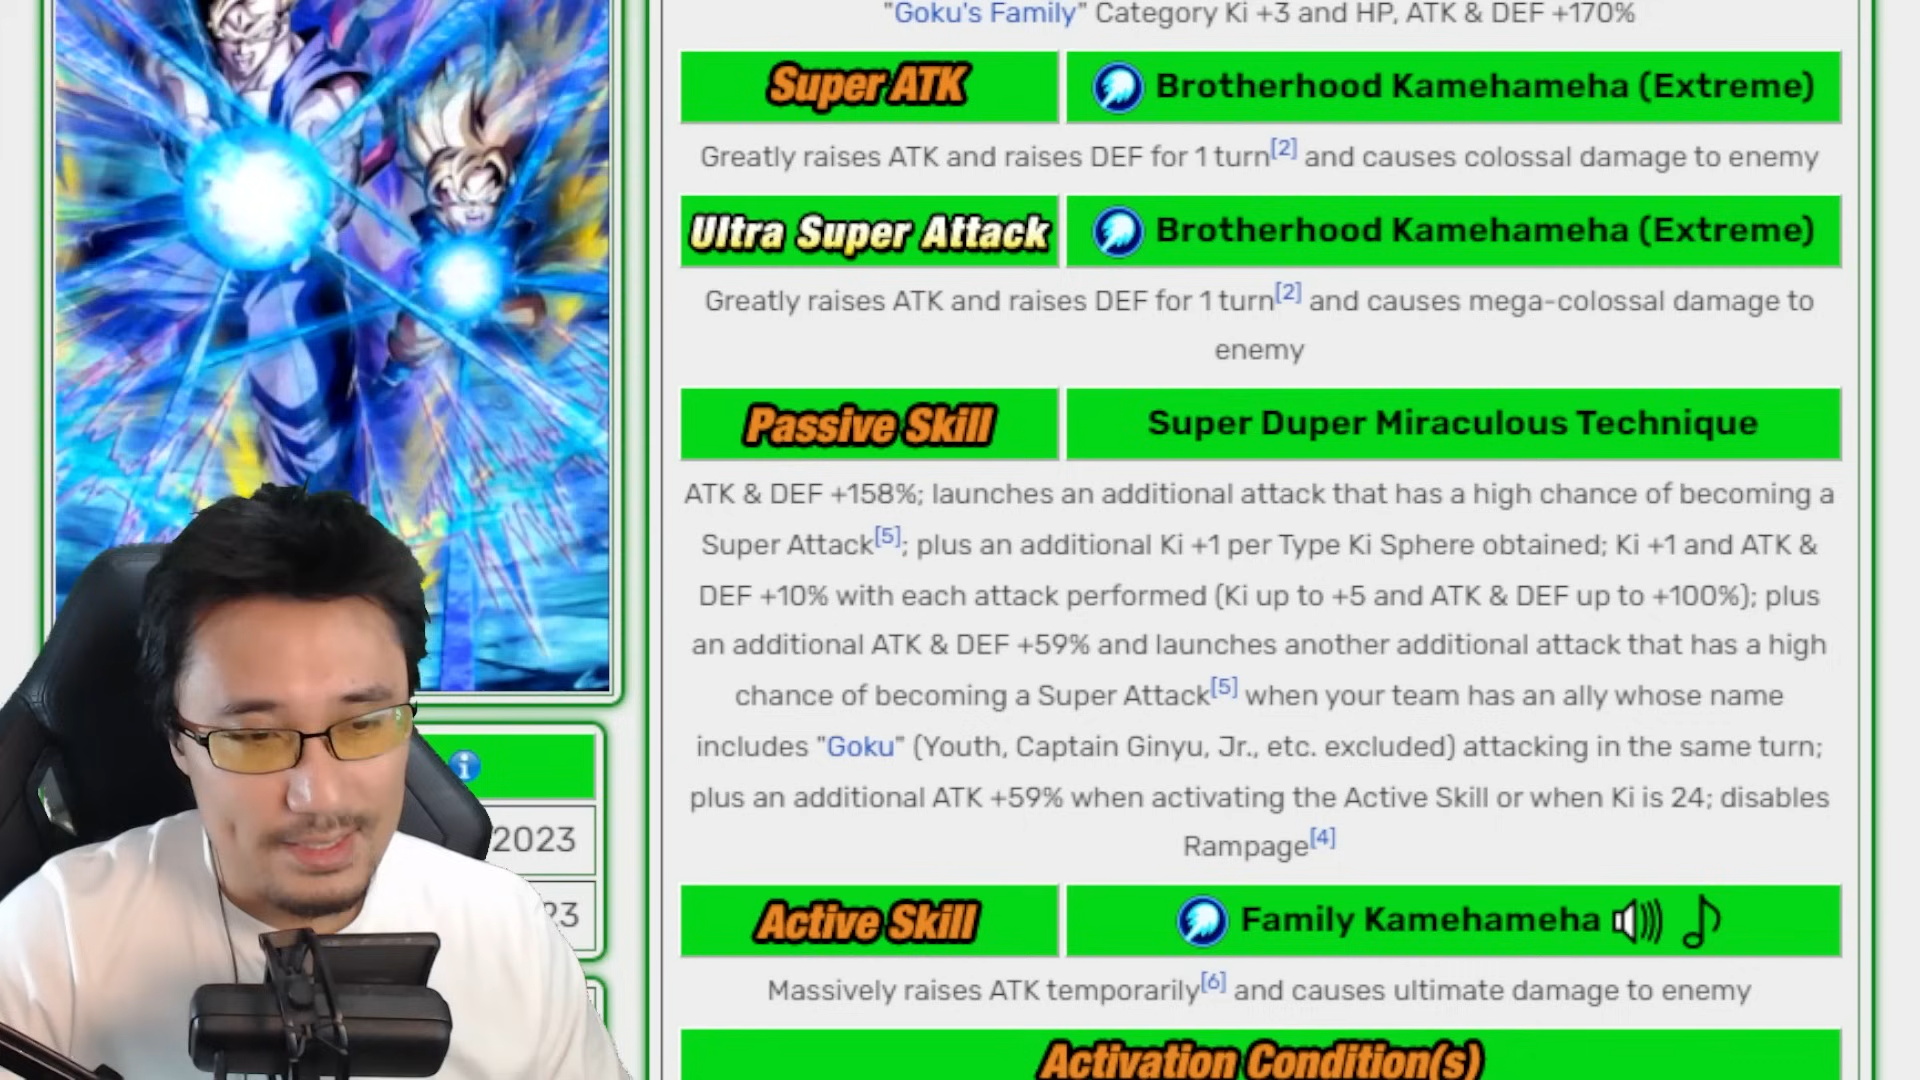 "Goku's Family" Category Ki +3 and HP, ATK & DEF +170%
Super ATK
Brotherhood Kamehameha (Extreme)
Greatly raises ATK and raises DEF for 1 turn[2] and causes colossal damage to enemy
Ultra Super Attack
Brotherhood Kamehameha (Extreme)
Greatly raises ATK and raises DEF for 1 turn[2] and causes mega-colossal damage to
enemy
Passive Skill
Super Duper Miraculous Technique
ATK & DEF +158%; launches an additional attack that has a high chance of becoming a
Super Attack[5]; plus an additional Ki +1 per Type Ki Sphere obtained; Ki +1 and ATK &
DEF +10% with each attack performed (Ki up to +5 and ATK & DEF up to +100%); plus
an additional ATK & DEF +59% and launches another additional attack that has a high
chance of becoming a Super Attack[5] when your team has an ally whose name
includes "Goku" (Youth, Captain Ginyu, Jr., etc. excluded) attacking in the same turn;
plus an additional ATK +59% when activating the Active Skill or when Ki is 24; disables
Rampage[4]
Active Skill
Family Kamehameha
Massively raises ATK temporarily[6] and causes ultimate damage to enemy
Activation Condition(s)
i
2023
23